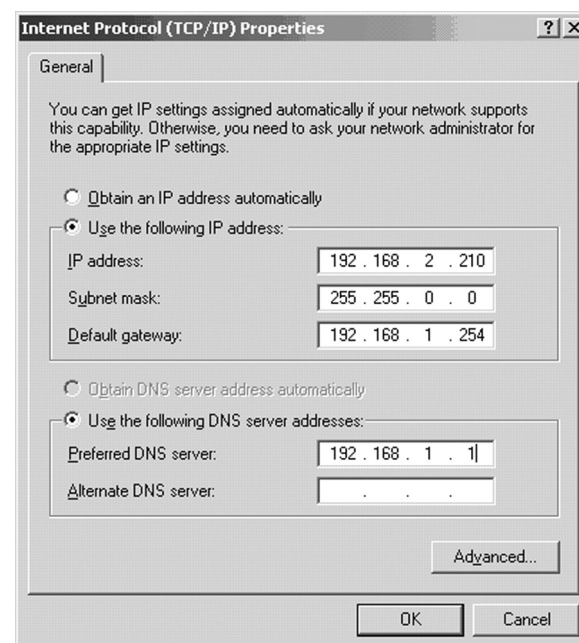 Internet Protocol (TCP/IP) Properties
General
You can get IP settings assigned automatically if your network supports
this capability. Otherwise, you need to ask your network administrator for
the appropriate IP settings.
Obtain an IP address automatically
Use the following IP address:
IP address: 192 . 168 . 2 . 210
Subnet mask: 255 . 255 . 0 . 0
Default gateway: 192 . 168 . 1 . 254
Obtain DNS server address automatically
Use the following DNS server addresses:
Preferred DNS server: 192 . 168 . 1 . 1
Alternate DNS server: . . .
Advanced...
OK Cancel